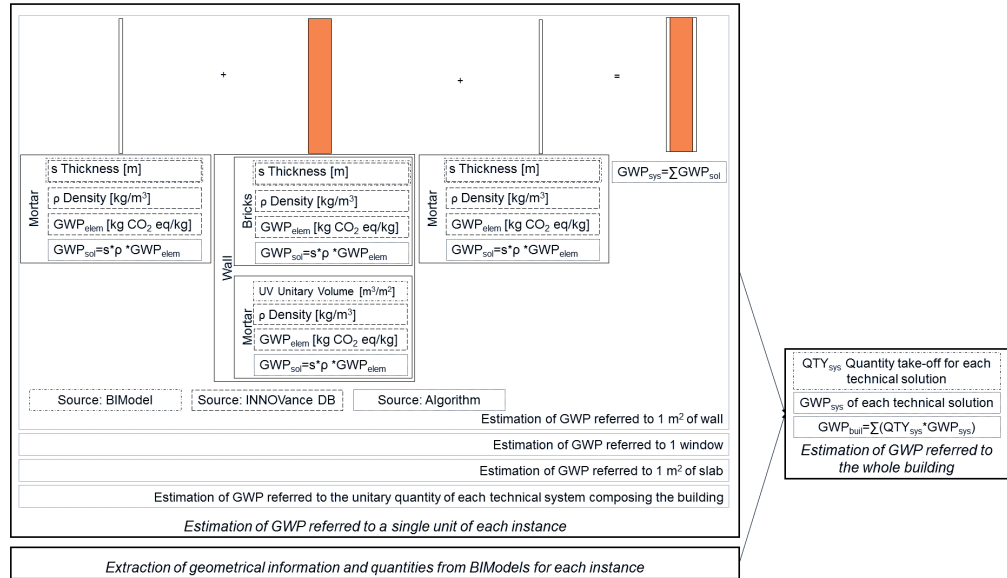 +
+
=
Mortar
s Thickness [m]
ρ Density [kg/m³]
GWPelem [kg CO₂ eq/kg]
GWPsol=s*ρ *GWPelem
Wall
Bricks
s Thickness [m]
ρ Density [kg/m³]
GWPelem [kg CO₂ eq/kg]
GWPsol=s*ρ *GWPelem
Mortar
UV Unitary Volume [m³/m²]
ρ Density [kg/m³]
GWPelem [kg CO₂ eq/kg]
GWPsol=s*ρ *GWPelem
Mortar
s Thickness [m]
ρ Density [kg/m³]
GWPelem [kg CO₂ eq/kg]
GWPsol=s*ρ *GWPelem
GWPsys=∑GWPsol
Source: BIModel
Source: INNOVance DB
Source: Algorithm
Estimation of GWP referred to 1 m² of wall
Estimation of GWP referred to 1 window
Estimation of GWP referred to 1 m² of slab
Estimation of GWP referred to the unitary quantity of each technical system composing the building
Estimation of GWP referred to a single unit of each instance
Extraction of geometrical information and quantities from BIModels for each instance
QTYsys Quantity take-off for each
technical solution
GWPsys of each technical solution
GWPbuil=∑(QTYsys*GWPsys)
Estimation of GWP referred to
the whole building